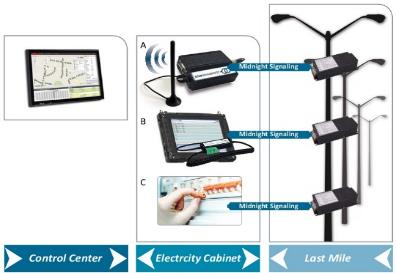 A
Midnight Signaling
B
Midnight Signaling
C
Midnight Signaling
Control Center
Electrcity Cabinet
Last Mile